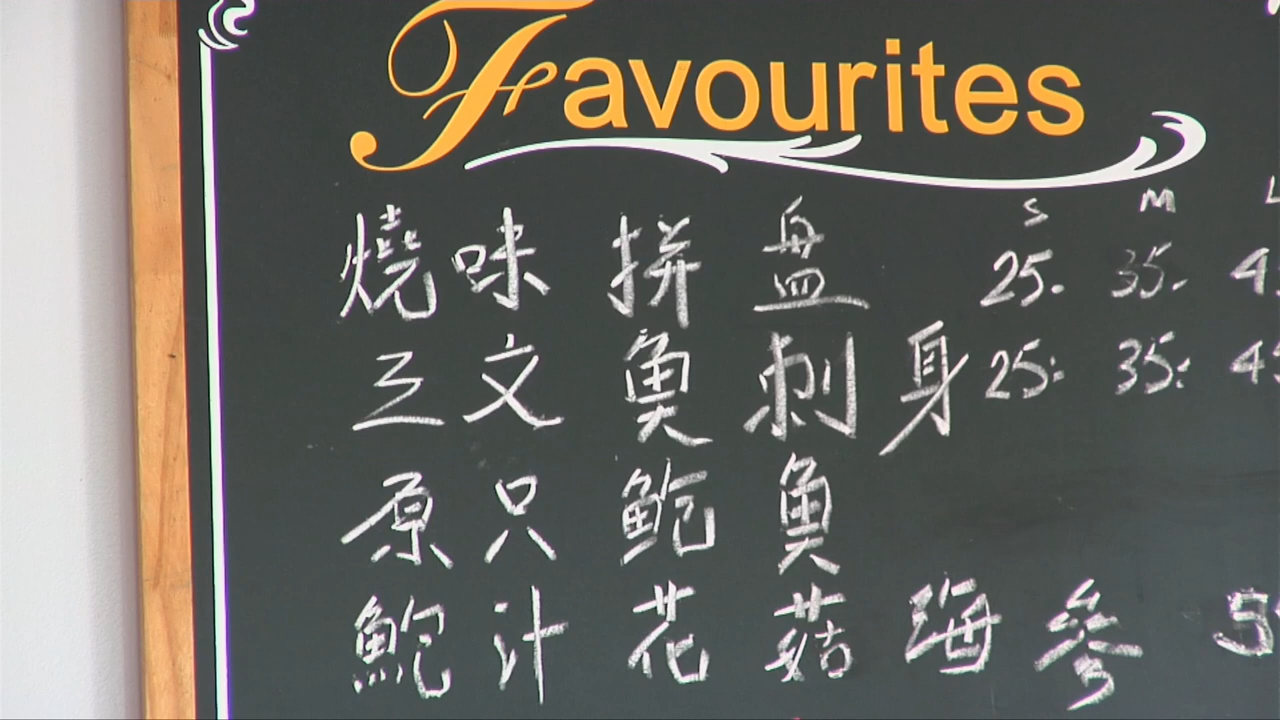 Favourites
S M L
燒味拼盤 25. 35.
三文魚刺身 25. 35.
原只鮑魚
鮑汁花菇海參